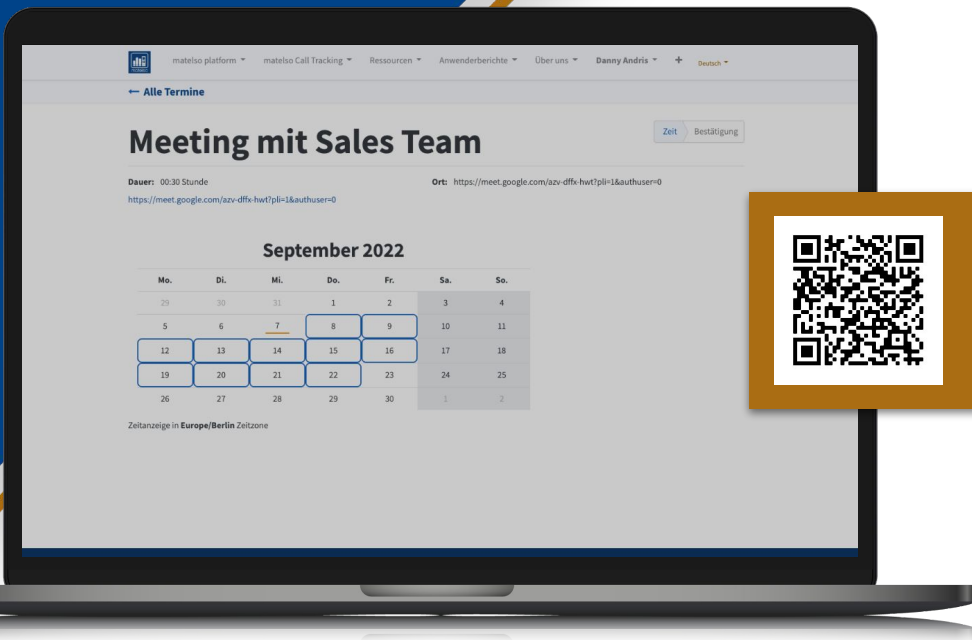 matelso platform matelso Call Tracking Ressourcen Anwenderberichte Über uns Danny Andris + Deutsch
← Alle Termine
Meeting mit Sales Team
Zeit Bestätigung
Dauer: 00:30 Stunde Ort: https://meet.google.com/azv-dffx-hwt?pli=1&authuser=0
https://meet.google.com/azv-dffx-hwt?pli=1&authuser=0
September 2022
Mo. Di. Mi. Do. Fr. Sa. So.
29 30 31 1 2 3 4
5 6 7 8 9 10 11
12 13 14 15 16 17 18
19 20 21 22 23 24 25
26 27 28 29 30 1 2
Zeitanzeige in Europe/Berlin Zeitzone